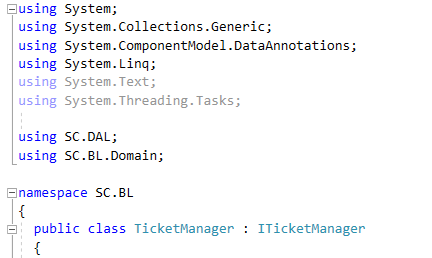 using System;
using System.Collections.Generic;
using System.ComponentModel.DataAnnotations;
using System.Linq;
using System.Text;
using System.Threading.Tasks;
using SC.DAL;
using SC.BL.Domain;
namespace SC.BL
{
public class TicketManager : ITicketManager
{